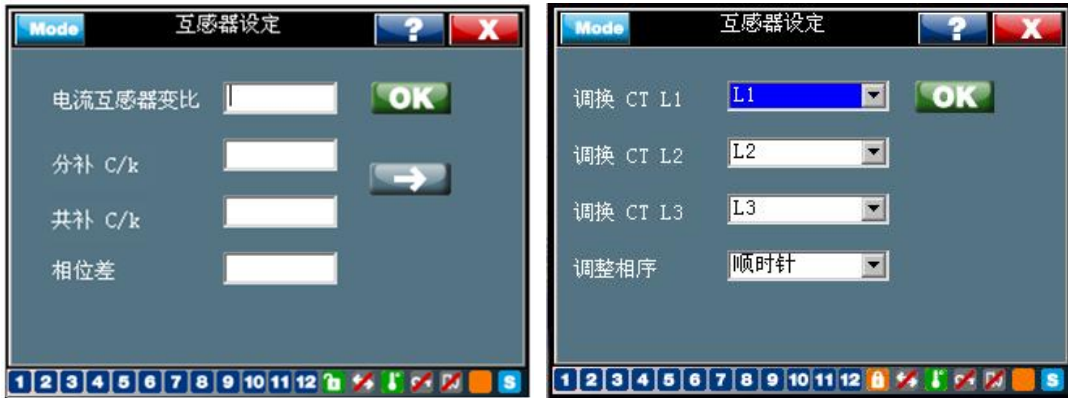 Mode 互感器设定 ? X
电流互感器变比 OK
分补 C/k
共补 C/k
相位差
1 2 3 4 5 6 7 8 9 10 11 12 S
Mode 互感器设定 ? X
调换 CT L1 L1 OK
调换 CT L2 L2
调换 CT L3 L3
调整相序 顺时针
1 2 3 4 5 6 7 8 9 10 11 12 S